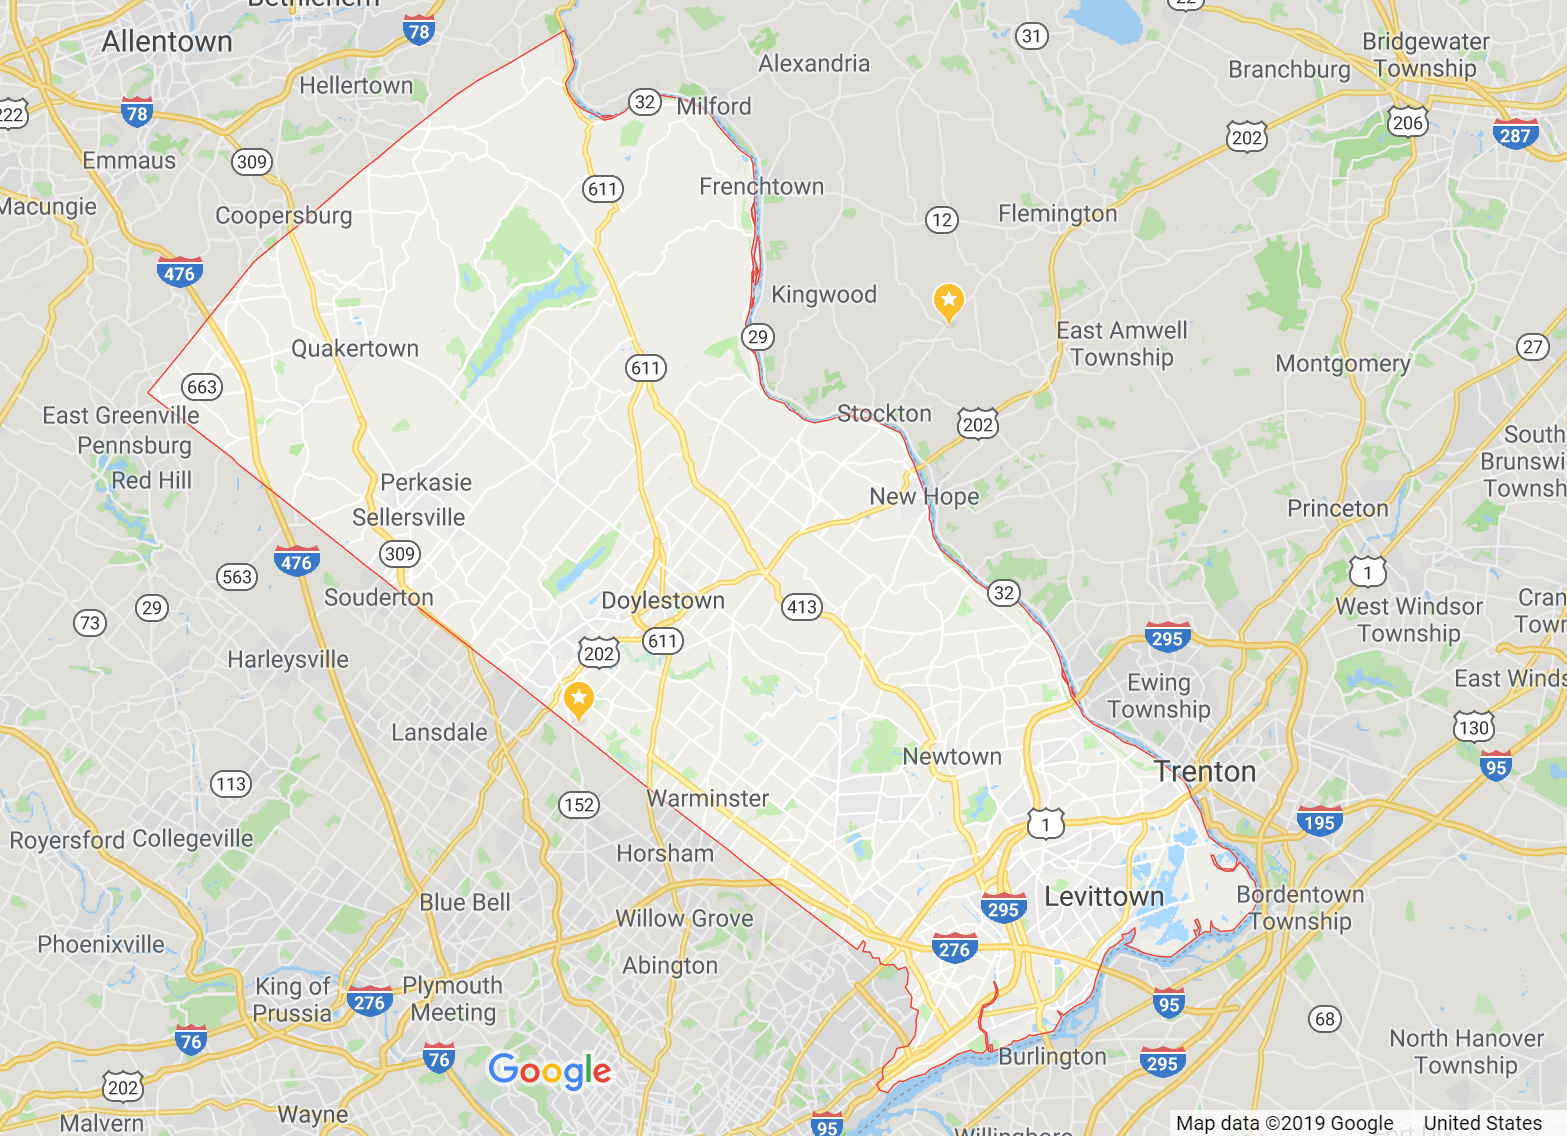 Bethlehem
22
Allentown
78
31
Bridgewater
Township
Alexandria
Branchburg
Hellertown
222
78
32
Milford
206
202
287
Emmaus
309
Frenchtown
611
Macungie
Coopersburg
12
Flemington
476
Kingwood
East Amwell
Township
29
27
Quakertown
611
Montgomery
663
East Greenville
Stockton
202
Pennsburg
South
Brunswi
Townsh
Red Hill
Perkasie
New Hope
Princeton
Sellersville
309
476
563
1
Souderton
Doylestown
413
32
West Windsor
Township
Cran
Town
29
73
611
295
202
Harleysville
East Winds
Ewing
Township
Lansdale
130
Newtown
95
Trenton
113
152
Warminster
1
195
Royersford
Collegeville
Horsham
Levittown
Bordentown
Township
Blue Bell
295
Willow Grove
Phoenixville
276
Abington
King of
Prussia
276
Plymouth
Meeting
95
68
76
76
Burlington
295
North Hanover
Township
Google
202
Malvern
Wayne
95
Map data ©2019 Google
United States